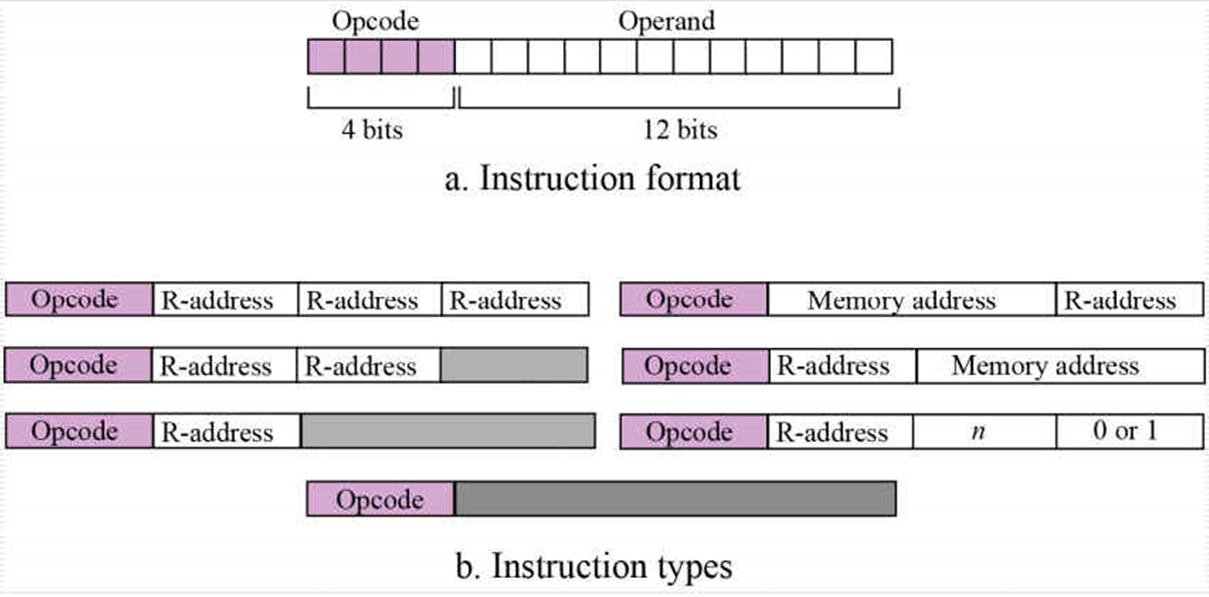 Opcode Operand
4 bits 12 bits
a. Instruction format
Opcode R-address R-address R-address Opcode Memory address R-address
Opcode R-address R-address Opcode R-address Memory address
Opcode R-address Opcode R-address n 0 or 1
Opcode
b. Instruction types